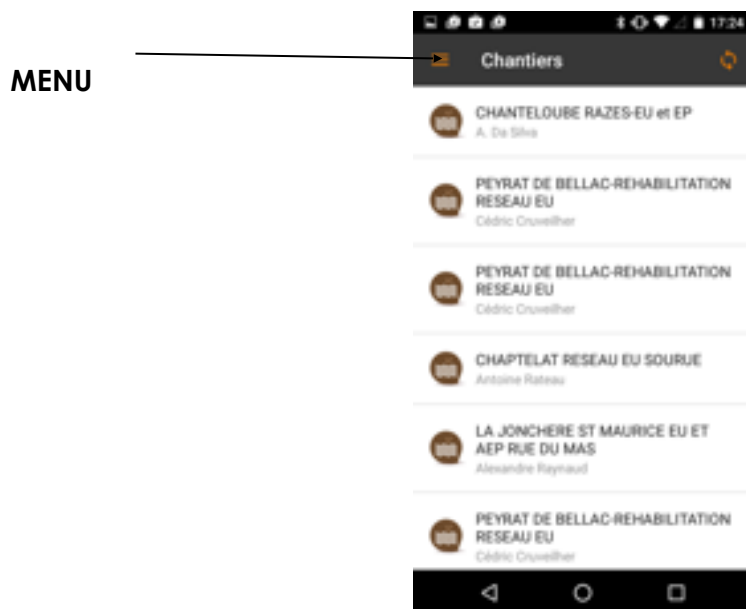 17:24
MENU
Chantiers
CHANTELOUBE RAZES-EU et EP
A. Da Silva
PEYRAT DE BELLAC-REHABILITATION
RESEAU EU
Cédric Cruveilher
PEYRAT DE BELLAC-REHABILITATION
RESEAU EU
Cédric Cruveilher
CHAPTELAT RESEAU EU SOURUE
Antoine Rateau
LA JONCHERE ST MAURICE EU ET
AEP RUE DU MAS
Alexandre Raynaud
PEYRAT DE BELLAC-REHABILITATION
RESEAU EU
Cédric Cruveilher